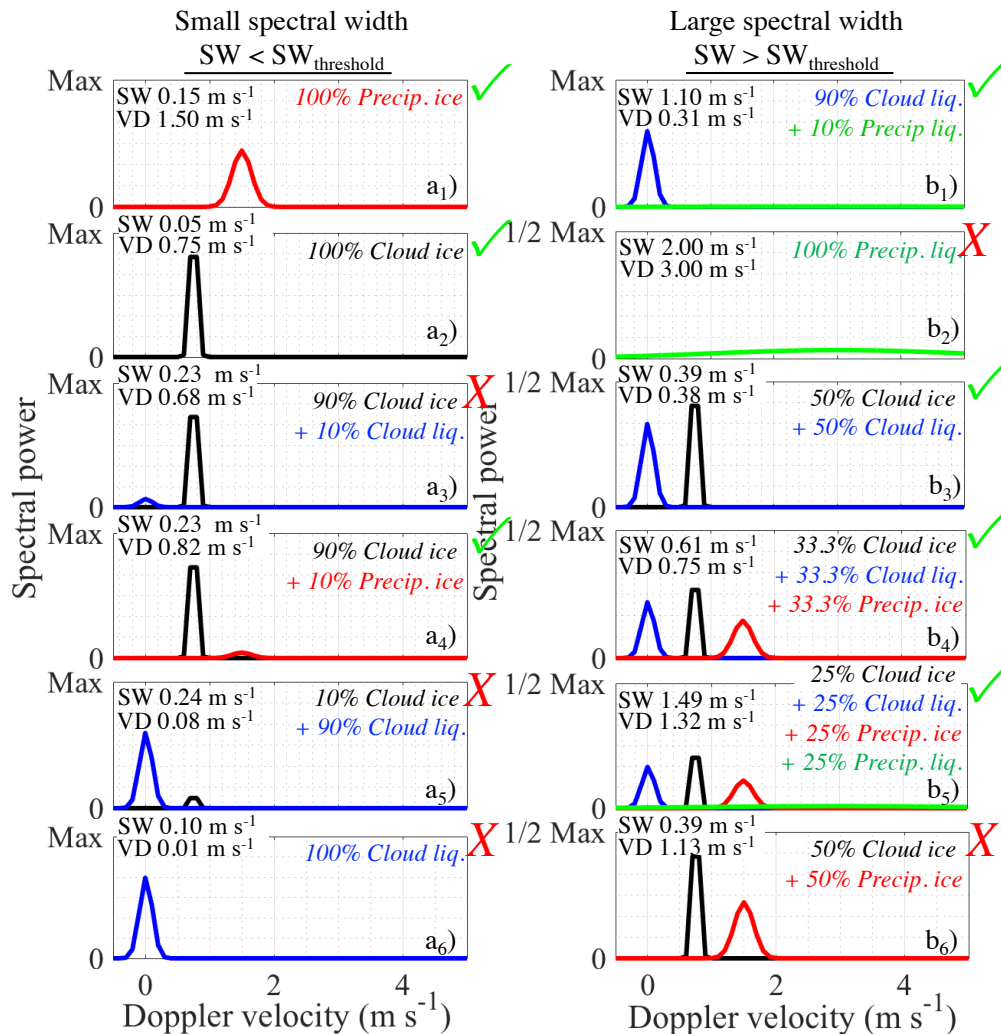 Small spectral width
SW < SW_threshold
Large spectral width
SW > SW_threshold
Spectral power
Max
SW 0.15 m s⁻¹
VD 1.50 m s⁻¹
100% Precip. ice
✓
a₁)
0
SW 0.05 m s⁻¹
Max
VD 0.75 m s⁻¹
100% Cloud ice
✓
a₂)
0
SW 0.23 m s⁻¹
Max
VD 0.68 m s⁻¹
90% Cloud ice
X
+ 10% Cloud liq.
a₃)
0
SW 0.23 m s⁻¹
Max
VD 0.82 m s⁻¹
90% Cloud ice
✓
+ 10% Precip. ice
a₄)
0
Max
SW 0.24 m s⁻¹
VD 0.08 m s⁻¹
10% Cloud ice
X
+ 90% Cloud liq.
a₅)
0
Max
SW 0.10 m s⁻¹
VD 0.01 m s⁻¹
100% Cloud liq.
X
a₆)
0
0 2 4
Doppler velocity (m s⁻¹)
Spectral power
Max
SW 1.10 m s⁻¹
VD 0.31 m s⁻¹
90% Cloud liq.
✓
+ 10% Precip liq.
b₁)
0
1/2 Max
SW 2.00 m s⁻¹
VD 3.00 m s⁻¹
100% Precip. liq.
X
b₂)
0
1/2 Max
SW 0.39 m s⁻¹
VD 0.38 m s⁻¹
50% Cloud ice
✓
+ 50% Cloud liq.
b₃)
0
1/2 Max
SW 0.61 m s⁻¹
VD 0.75 m s⁻¹
33.3% Cloud ice
✓
+ 33.3% Cloud liq.
+ 33.3% Precip. ice
b₄)
0
1/2 Max
SW 1.49 m s⁻¹
VD 1.32 m s⁻¹
25% Cloud ice
✓
+ 25% Cloud liq.
+ 25% Precip. ice
+ 25% Precip. liq.
b₅)
0
1/2 Max
SW 0.39 m s⁻¹
VD 1.13 m s⁻¹
50% Cloud ice
X
+ 50% Precip. ice
b₆)
0
0 2 4
Doppler velocity (m s⁻¹)